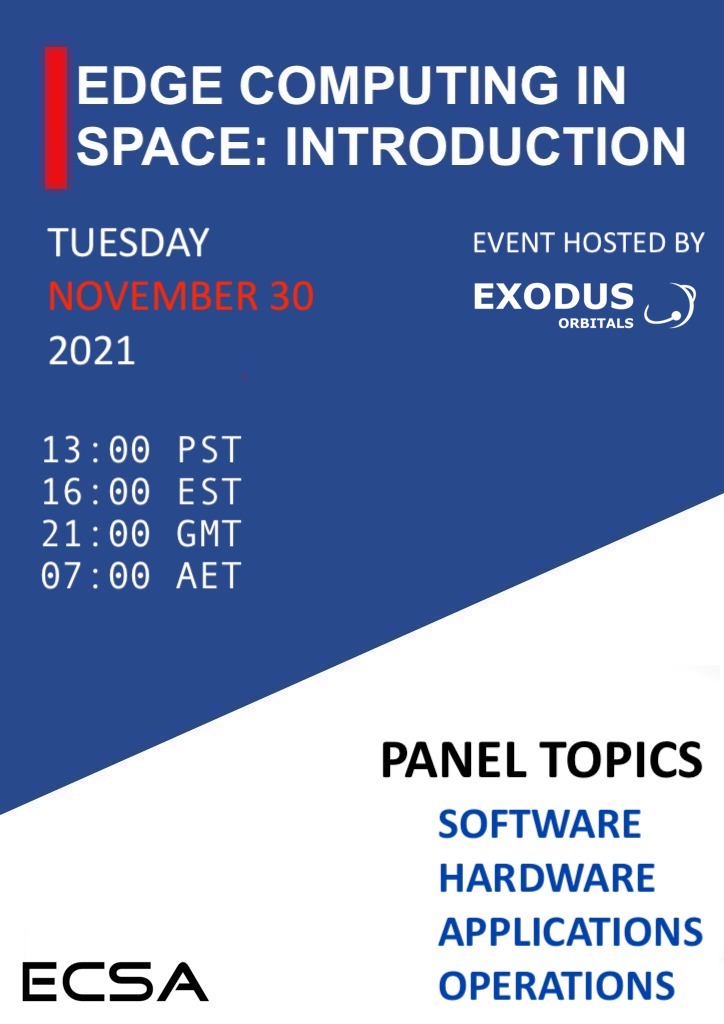 EDGE COMPUTING IN
SPACE: INTRODUCTION
TUESDAY
NOVEMBER 30
2021
EVENT HOSTED BY
EXODUS
ORBITALS
13:00 PST
16:00 EST
21:00 GMT
07:00 AET
PANEL TOPICS
SOFTWARE
HARDWARE
APPLICATIONS
OPERATIONS
ECSA